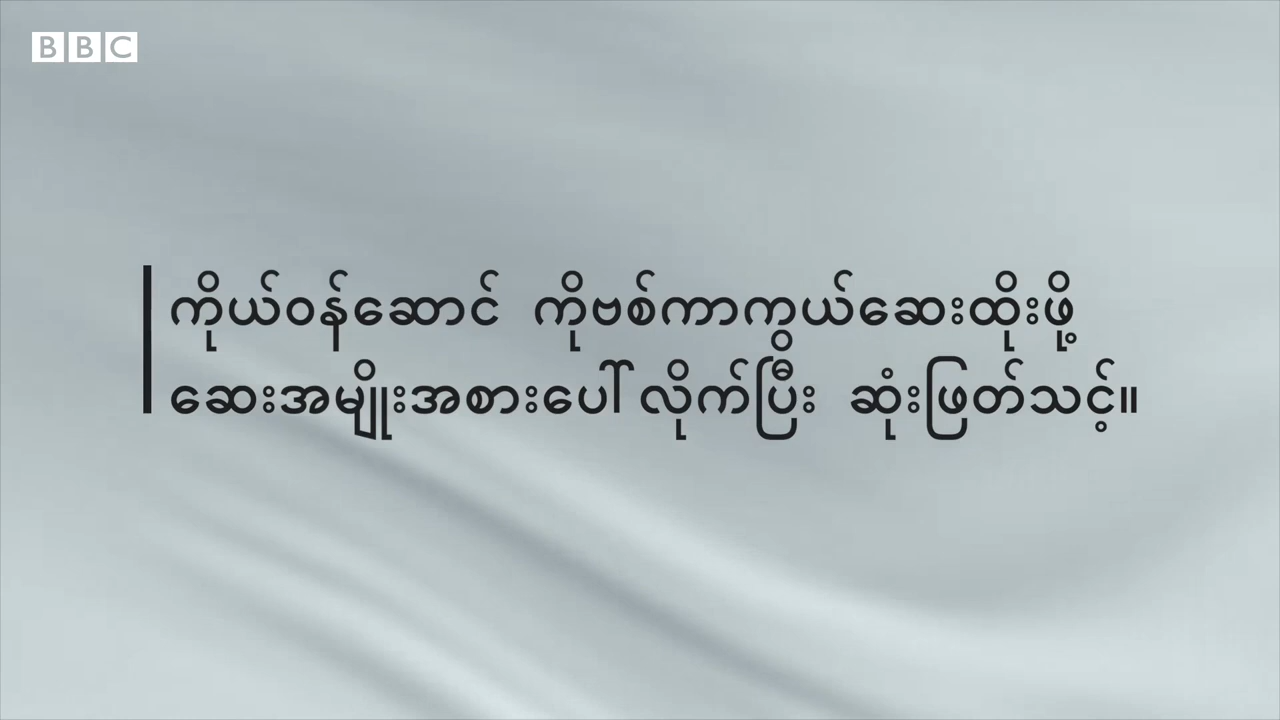 BBC
ကိုယ်ဝန်ဆောင် ကိုဗစ်ကာကွယ်ဆေးထိုးဖို့
ဆေးအမျိုးအစားပေါ် လိုက်ပြီး ဆုံးဖြတ်သင့်။